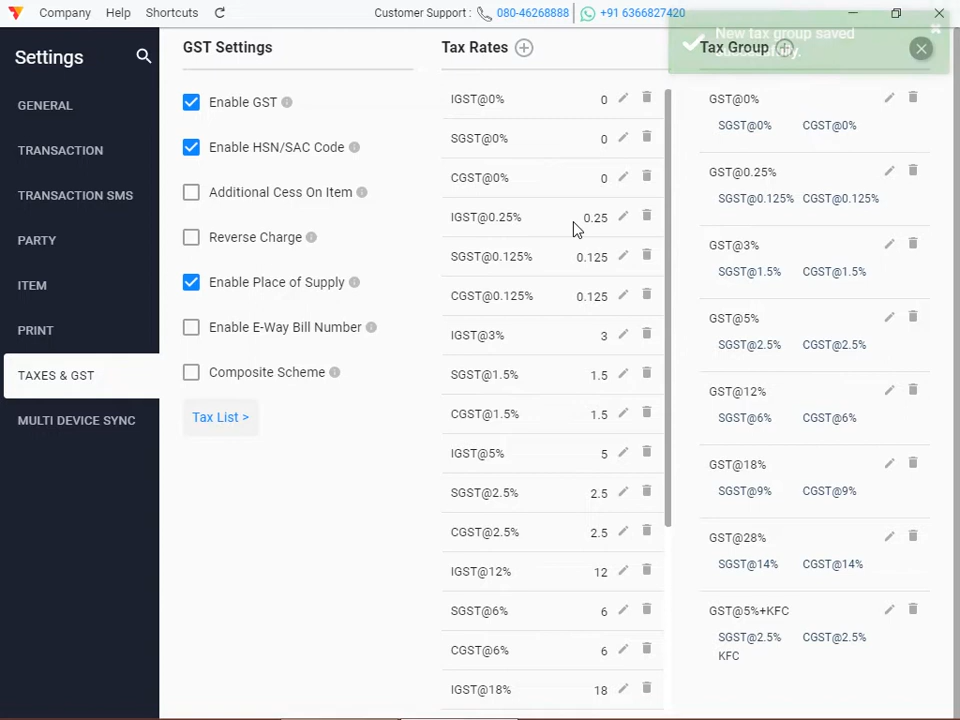 Company Help Shortcuts Customer Support : 080-46268888 +91 6366827420
Settings
GENERAL
TRANSACTION
TRANSACTION SMS
PARTY
ITEM
PRINT
TAXES & GST
MULTI DEVICE SYNC
GST Settings
Enable GST
Enable HSN/SAC Code
Additional Cess On Item
Reverse Charge
Enable Place of Supply
Enable E-Way Bill Number
Composite Scheme
Tax List >
Tax Rates
IGST@0% 0
SGST@0% 0
CGST@0% 0
IGST@0.25% 0.25
SGST@0.125% 0.125
CGST@0.125% 0.125
IGST@3% 3
SGST@1.5% 1.5
CGST@1.5% 1.5
IGST@5% 5
SGST@2.5% 2.5
CGST@2.5% 2.5
IGST@12% 12
SGST@6% 6
CGST@6% 6
IGST@18% 18
New tax group saved
Tax Group
GST@0%
SGST@0% CGST@0%
GST@0.25%
SGST@0.125% CGST@0.125%
GST@3%
SGST@1.5% CGST@1.5%
GST@5%
SGST@2.5% CGST@2.5%
GST@12%
SGST@6% CGST@6%
GST@18%
SGST@9% CGST@9%
GST@28%
SGST@14% CGST@14%
GST@5%+KFC
SGST@2.5% CGST@2.5%
KFC